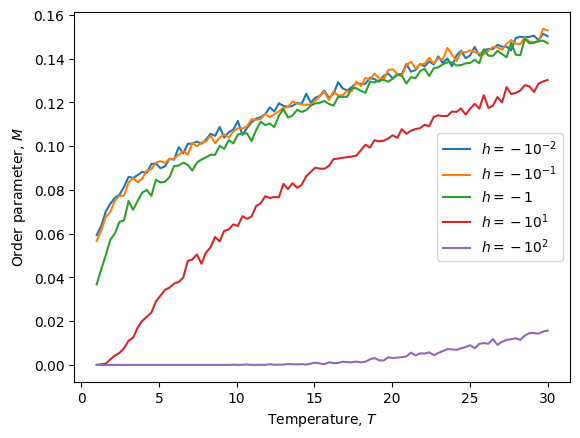 0.16
0.14
0.12
0.10
0.08
0.06
0.04
0.02
0.00
Order parameter, M
h = −10⁻²
h = −10⁻¹
h = −1
h = −10¹
h = −10²
0 5 10 15 20 25 30
Temperature, T